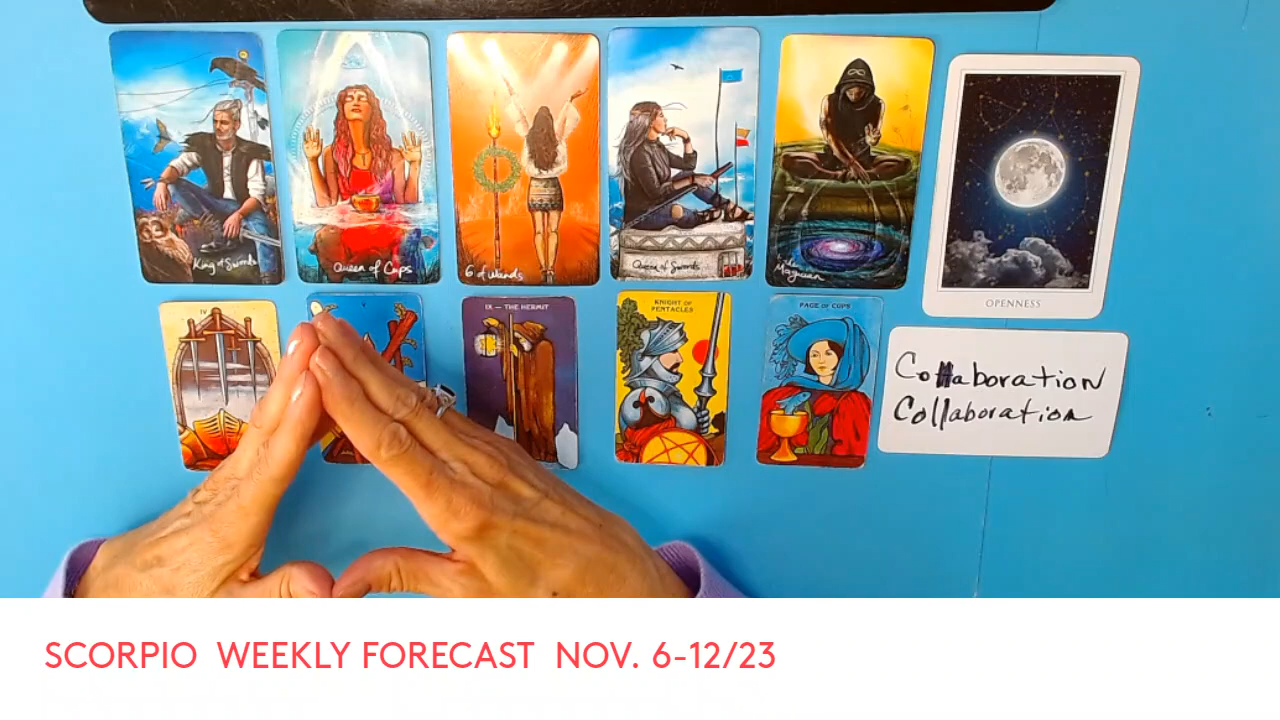 King of Swords
Queen of Cups
6 of Wands
Queen of Swords
The Magician
OPENNESS
IV
V
IX — THE HERMIT
KNIGHT OF
PENTACLES
PAGE OF CUPS
Collaboration
Collaboration
SCORPIO WEEKLY FORECAST NOV. 6-12/23